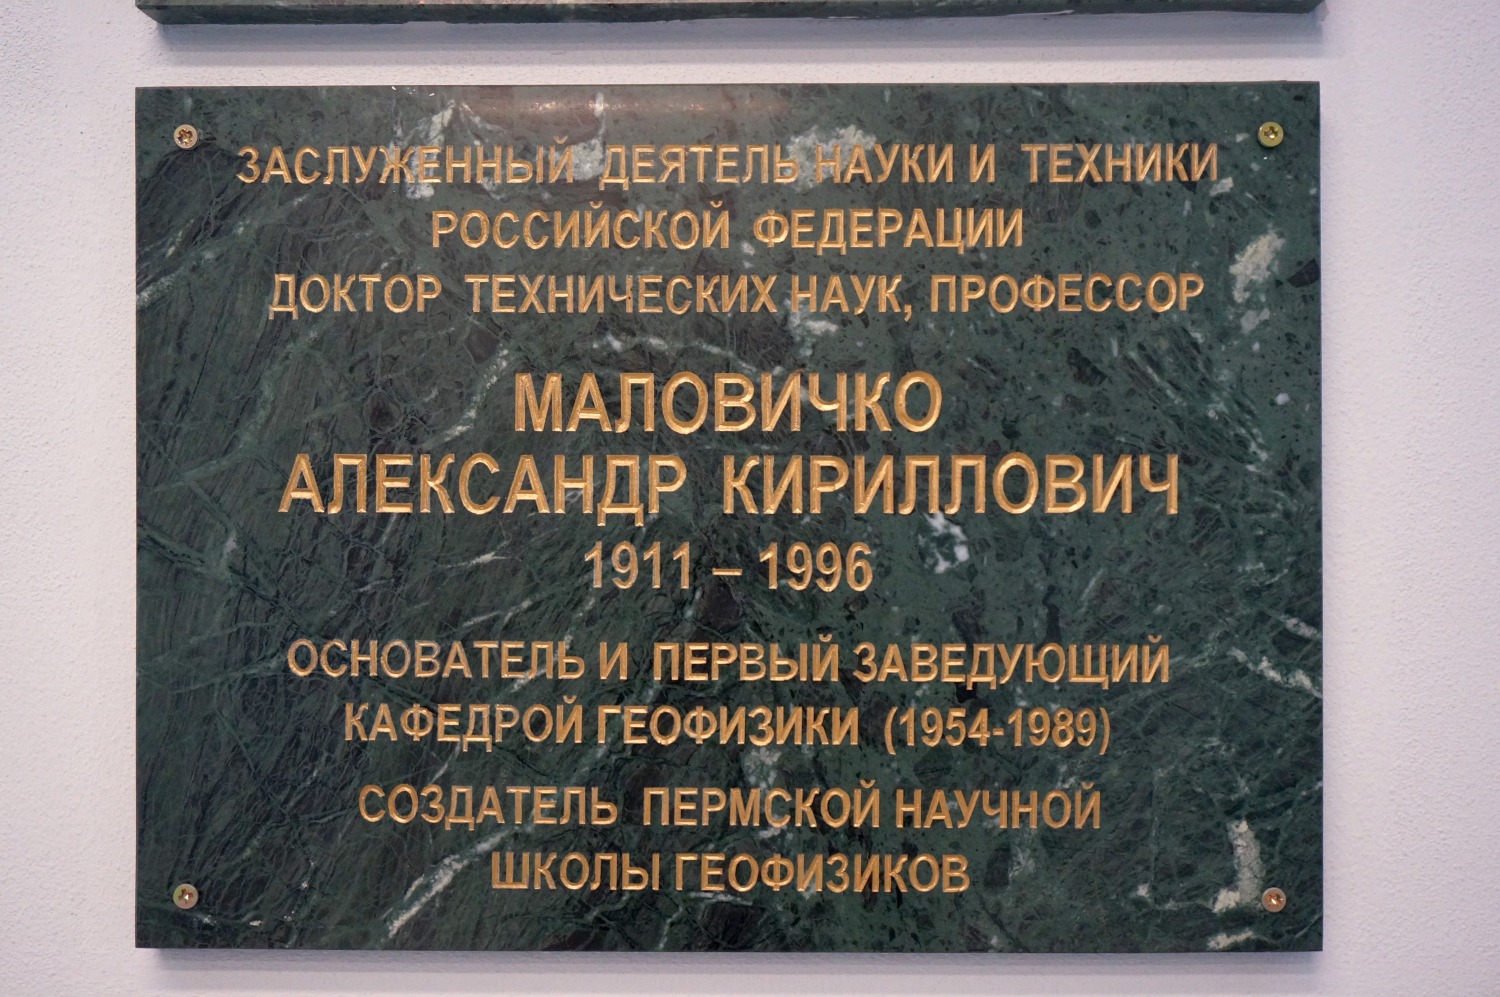 ЗАСЛУЖЕННЫЙ ДЕЯТЕЛЬ НАУКИ И ТЕХНИКИ
РОССИЙСКОЙ ФЕДЕРАЦИИ
ДОКТОР ТЕХНИЧЕСКИХ НАУК, ПРОФЕССОР
МАЛОВИЧКО
АЛЕКСАНДР КИРИЛЛОВИЧ
1911 – 1996
ОСНОВАТЕЛЬ И ПЕРВЫЙ ЗАВЕДУЮЩИЙ
КАФЕДРОЙ ГЕОФИЗИКИ (1954-1989)
СОЗДАТЕЛЬ ПЕРМСКОЙ НАУЧНОЙ
ШКОЛЫ ГЕОФИЗИКОВ